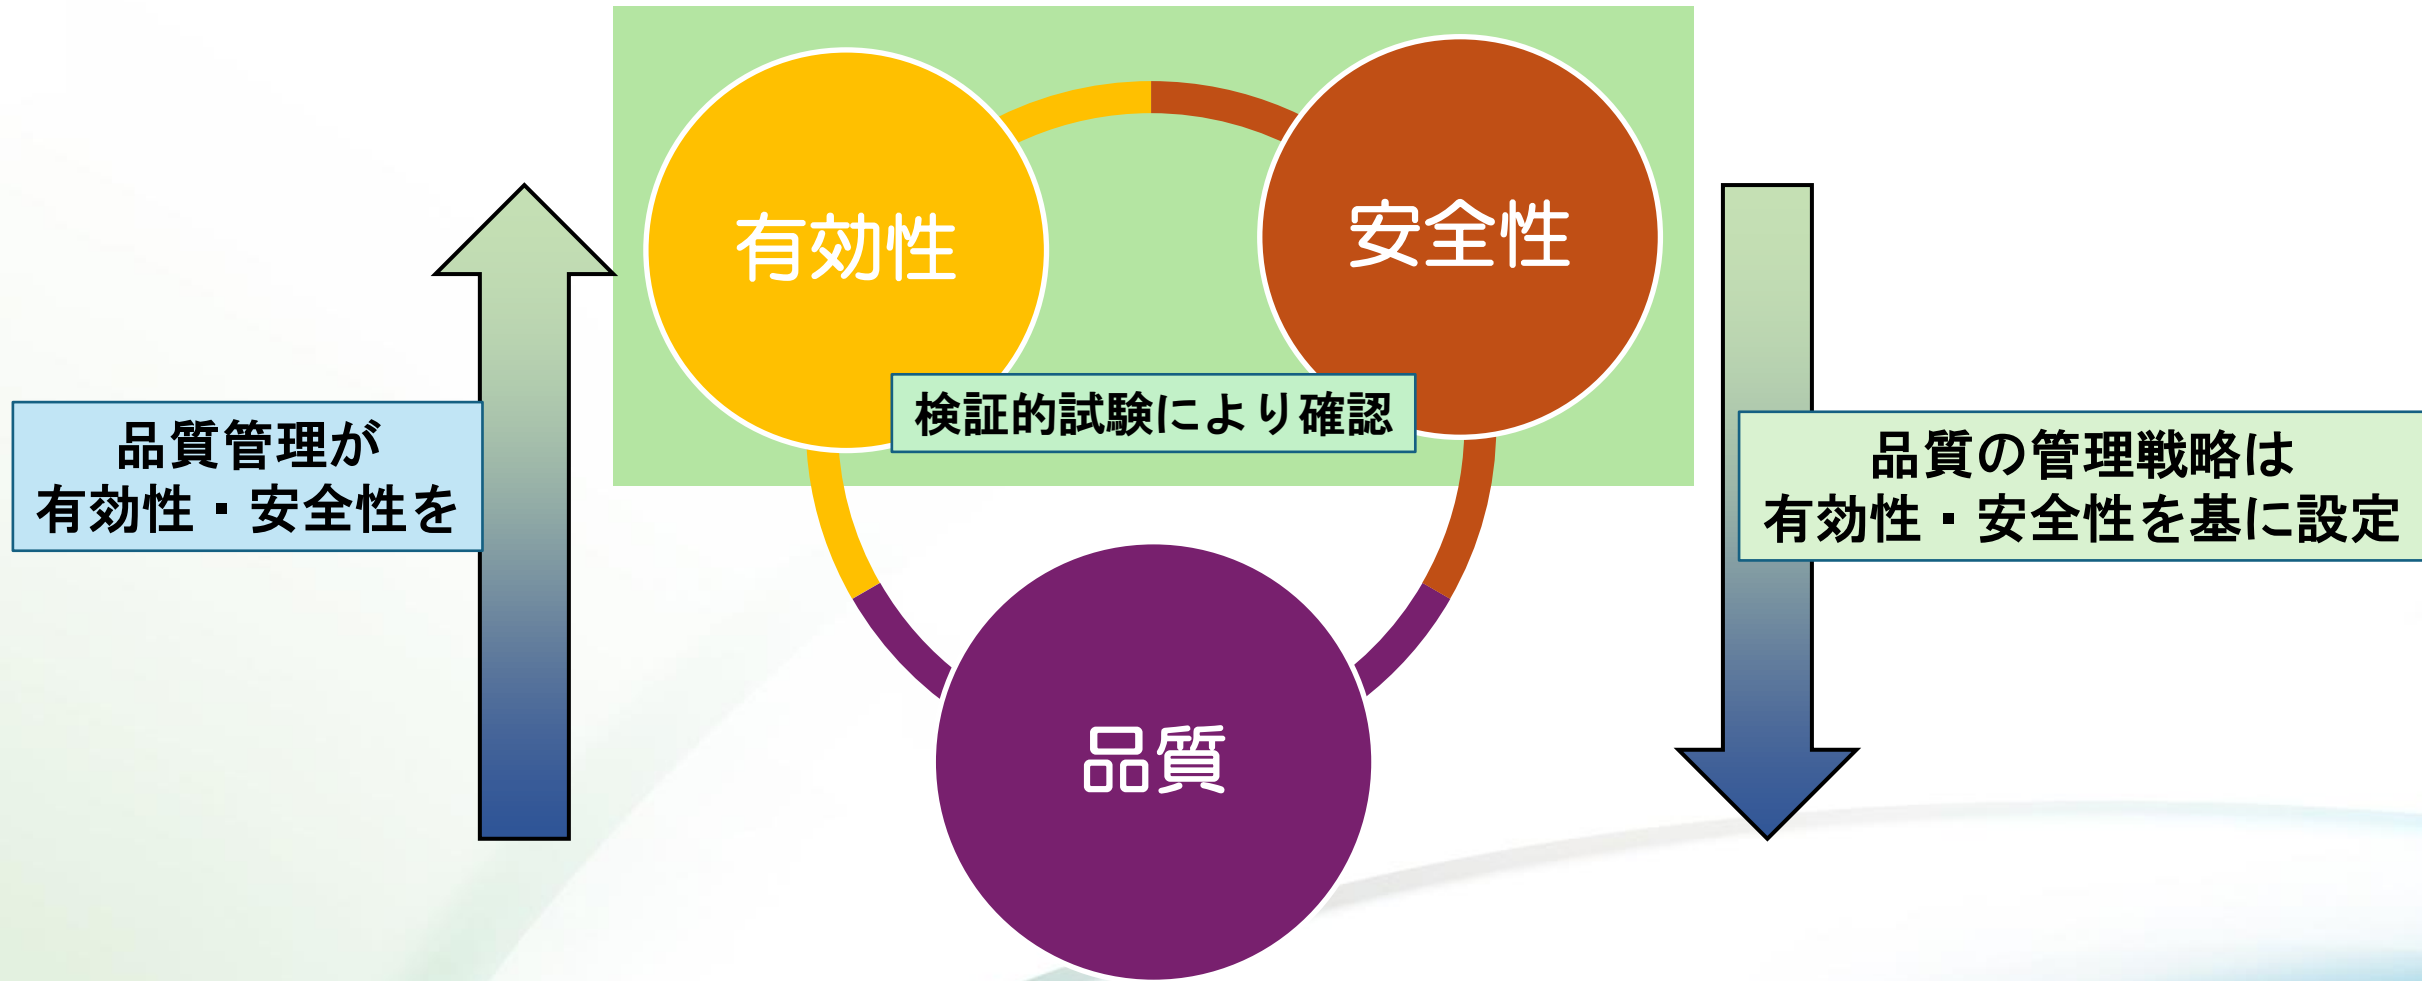 有効性
安全性
検証的試験により確認
品質管理が
有効性・安全性を
品質の管理戦略は
有効性・安全性を基に設定
品質